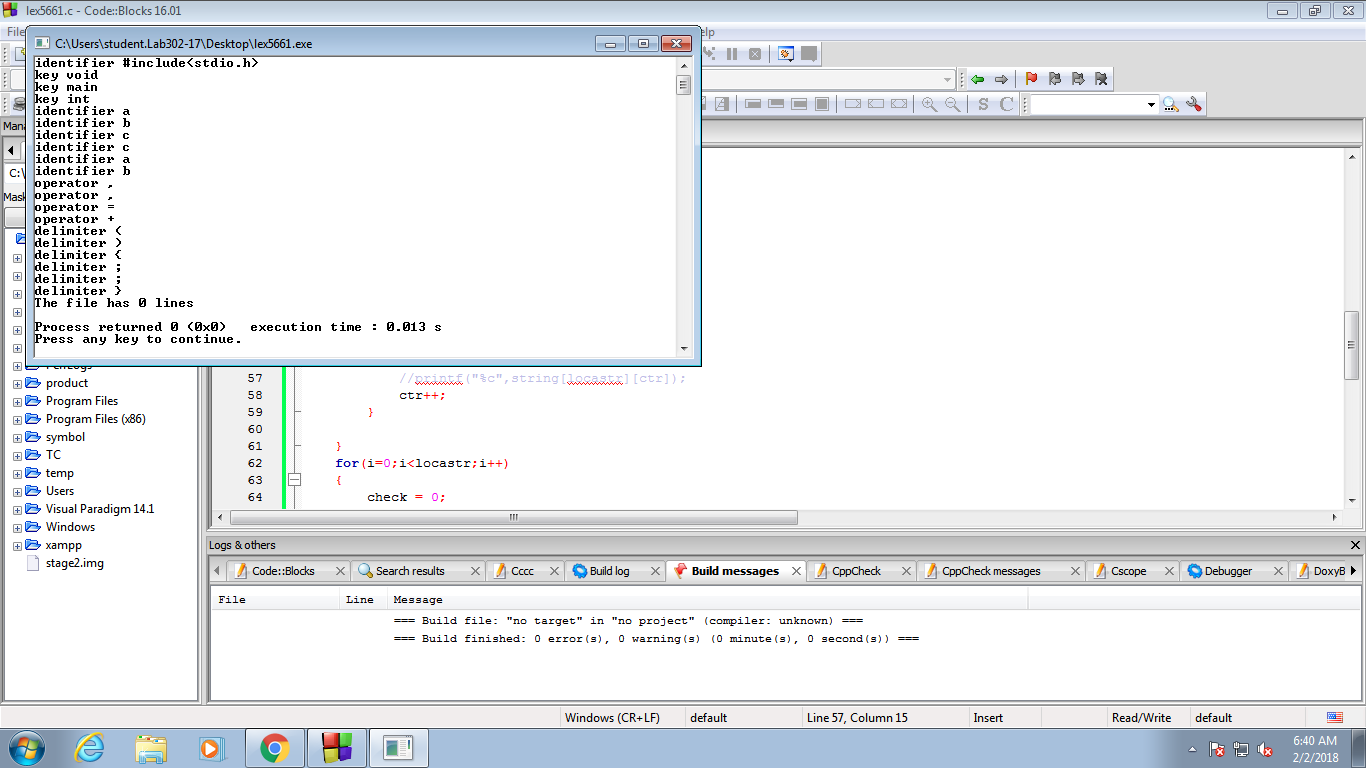 lex5661.c - Code::Blocks 16.01
C:\Users\student.Lab302-17\Desktop\lex5661.exe
identifier #include<stdio.h>
key void
key main
key int
identifier a
identifier b
identifier c
identifier c
identifier a
identifier b
operator ,
operator ,
operator =
operator +
delimiter (
delimiter )
delimiter {
delimiter ;
delimiter ;
delimiter }
The file has 0 lines
Process returned 0 (0x0)   execution time : 0.013 s
Press any key to continue.
product
Program Files
Program Files (x86)
symbol
TC
temp
Users
Visual Paradigm 14.1
Windows
xampp
stage2.img
57 //printf("%c",string[locastr][ctr]);
58 ctr++;
59 }
60
61 }
62 for(i=0;i<locastr;i++)
63 {
64 check = 0;
Logs & others
Code::Blocks Search results Cccc Build log Build messages CppCheck CppCheck messages Cscope Debugger DoxyB
File Line Message
=== Build file: "no target" in "no project" (compiler: unknown) ===
=== Build finished: 0 error(s), 0 warning(s) (0 minute(s), 0 second(s)) ===
Windows (CR+LF) default Line 57, Column 15 Insert Read/Write default
6:40 AM
2/2/2018